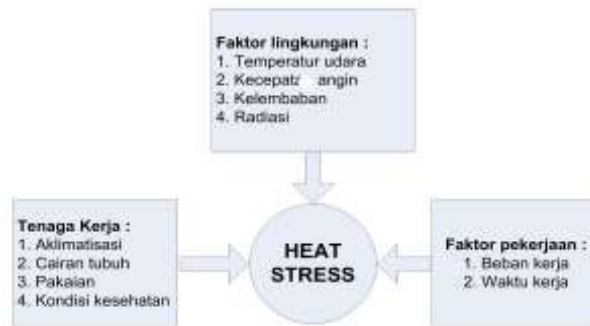 Faktor lingkungan :
1. Temperatur udara
2. angin
3. Kelembaban
4. Radiasi
Tenaga Kerja :
1. Aklimatisasi
2. Cairan tubuh
3. Pakaian
4. Kondisi kesehatan
HEAT
STRESS
Faktor pekerjaan :
1. Beban kerja
2. Waktu kerja